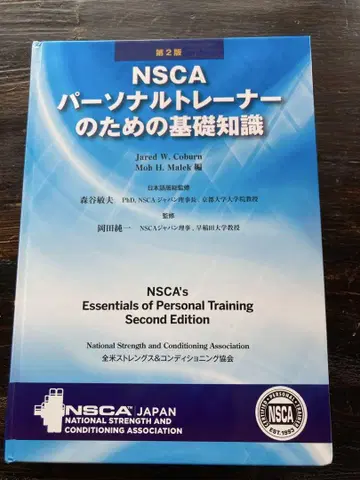 第2版
NSCA
パーソナルトレーナー
のための基礎知識
Jared W. Coburn
Moh H. Malek 編
日本語版総監修
森谷敏夫 PhD, NSCAジャパン理事長、京都大学大学院教授
監修
岡田純一 NSCAジャパン理事、早稲田大学教授
NSCA's
Essentials of Personal Training
Second Edition
National Strength and Conditioning Association
全米ストレングス&コンディショニング協会
NSCA JAPAN
NATIONAL STRENGTH AND
CONDITIONING ASSOCIATION
CERTIFIED • PERSONAL • TRAINER
NSCA
EST. 1993